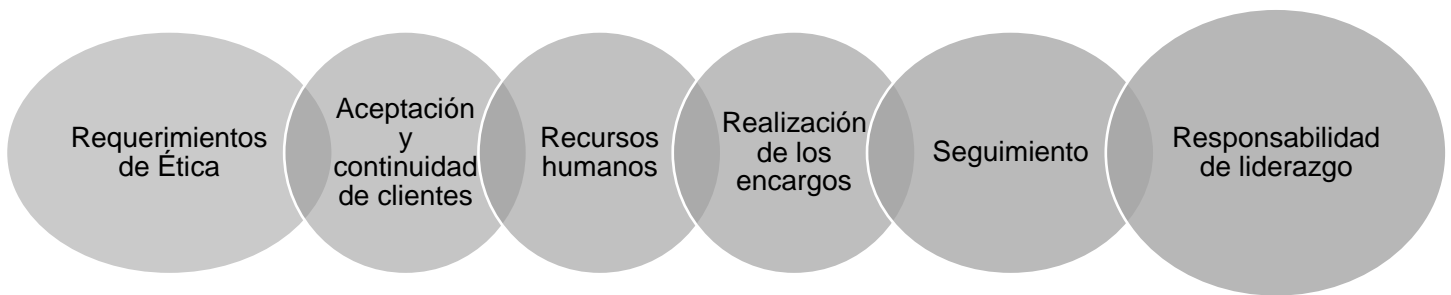 Requerimientos
de Ética
Aceptación
y
continuidad
de clientes
Recursos
humanos
Realización
de los
encargos
Seguimiento
Responsabilidad
de liderazgo